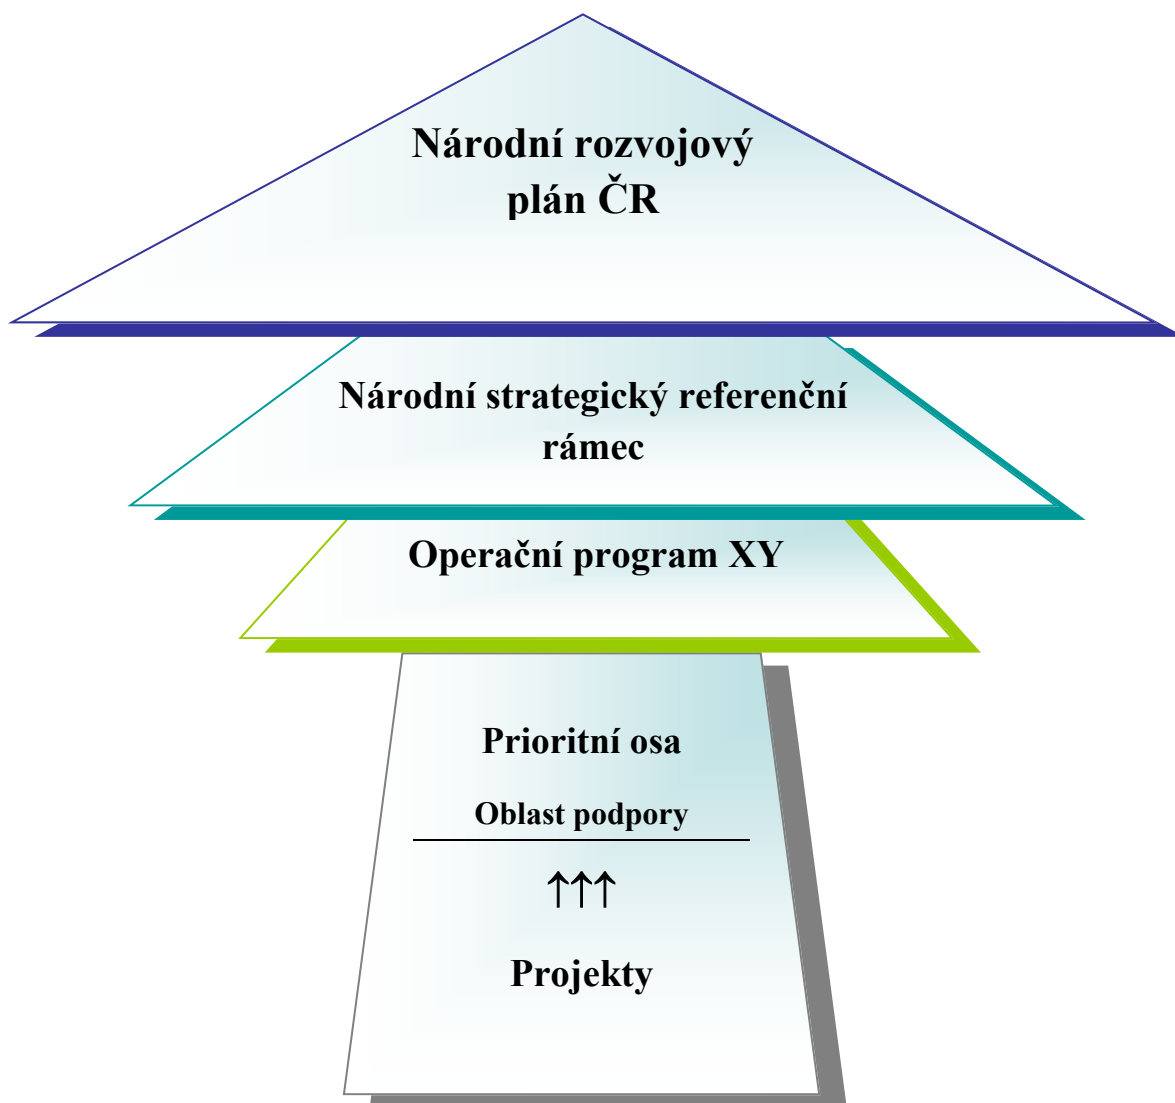 Národní rozvojový
plán ČR
Národní strategický referenční
rámec
Operační program XY
Prioritní osa
Oblast podpory
↑↑↑
Projekty